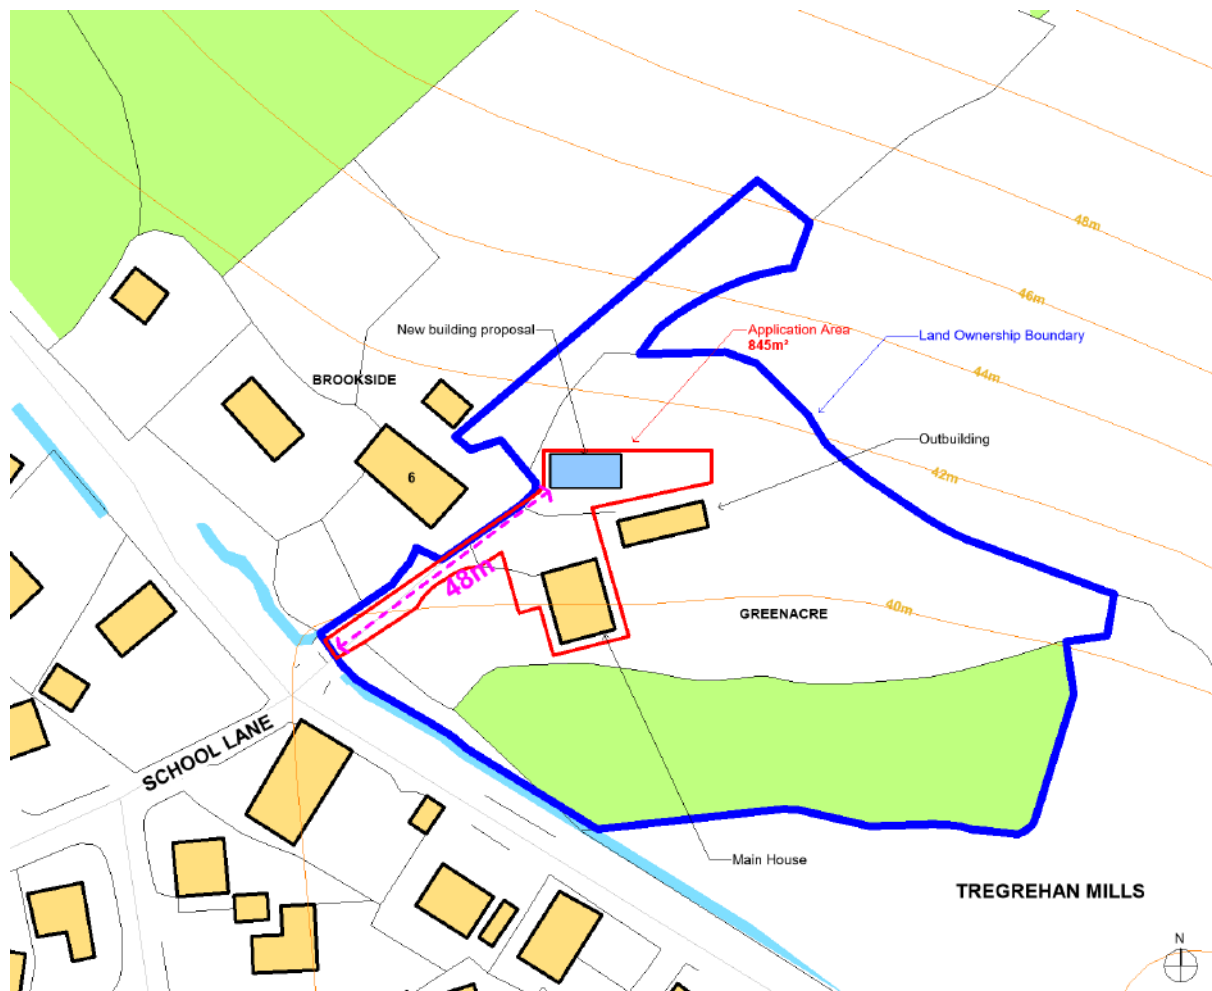 48m
46m
New building proposal
Application Area
845m²
Land Ownership Boundary
44m
BROOKSIDE
Outbuilding
6
42m
48m
40m
GREENACRE
SCHOOL LANE
Main House
TREGREHAN MILLS
N